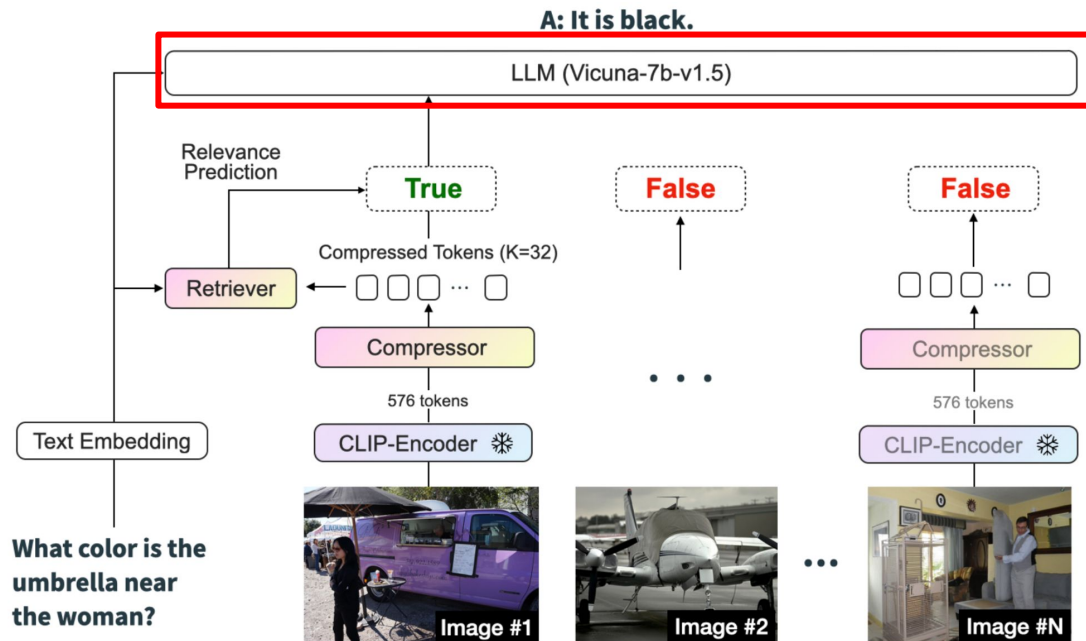 A: It is black.
LLM (Vicuna-7b-v1.5)
Relevance
Prediction
True
False
False
Compressed Tokens (K=32)
Retriever
...
...
Compressor
Compressor
...
576 tokens
576 tokens
Text Embedding
CLIP-Encoder
CLIP-Encoder
What color is the
umbrella near
the woman?
Image #1
Image #2
...
Image #N